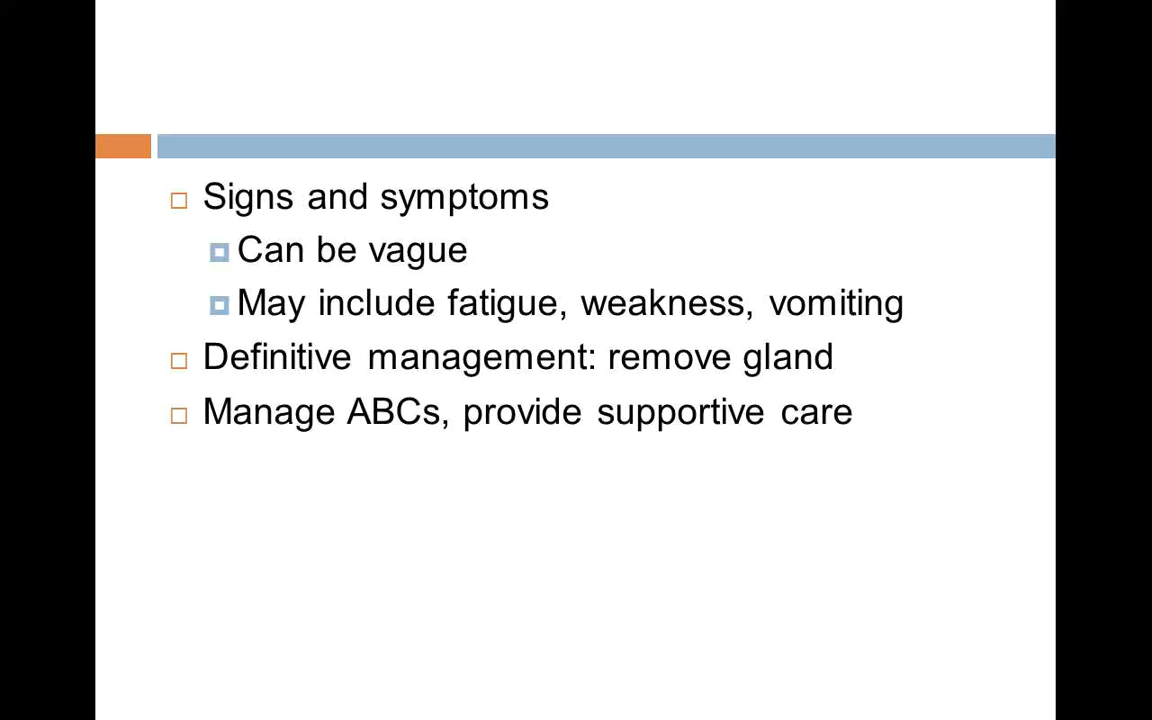 Signs and symptoms
Can be vague
May include fatigue, weakness, vomiting
Definitive management: remove gland
Manage ABCs, provide supportive care